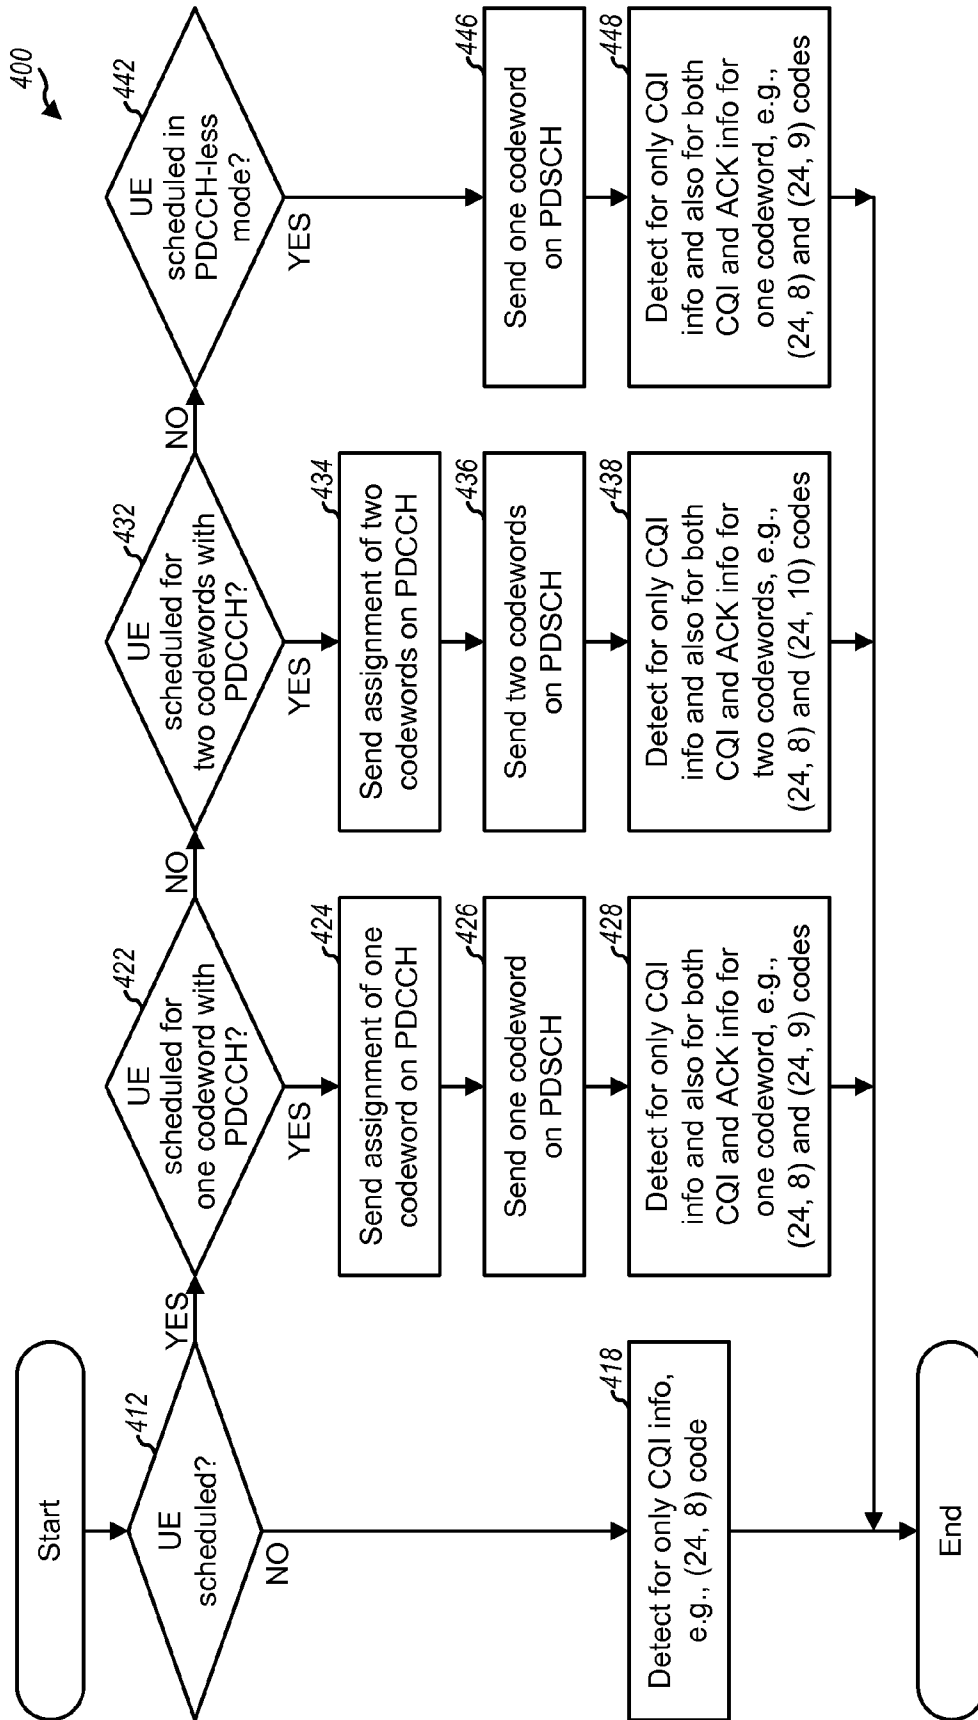 400
Start
UE
scheduled?
412
YES
NO
Detect for only CQI info,
e.g., (24, 8) code
418
UE
scheduled for
one codeword with
PDCCH?
422
NO
YES
Send assignment of one
codeword on PDCCH
424
Send one codeword
on PDSCH
426
Detect for only CQI
info and also for both
CQI and ACK info for
one codeword, e.g.,
(24, 8) and (24, 9) codes
428
UE
scheduled for
two codewords with
PDCCH?
432
NO
YES
Send assignment of two
codewords on PDCCH
434
Send two codewords
on PDSCH
436
Detect for only CQI
info and also for both
CQI and ACK info for
two codewords, e.g.,
(24, 8) and (24, 10) codes
438
UE
scheduled in
PDCCH-less
mode?
442
YES
Send one codeword
on PDSCH
446
Detect for only CQI
info and also for both
CQI and ACK info for
one codeword, e.g.,
(24, 8) and (24, 9) codes
448
End